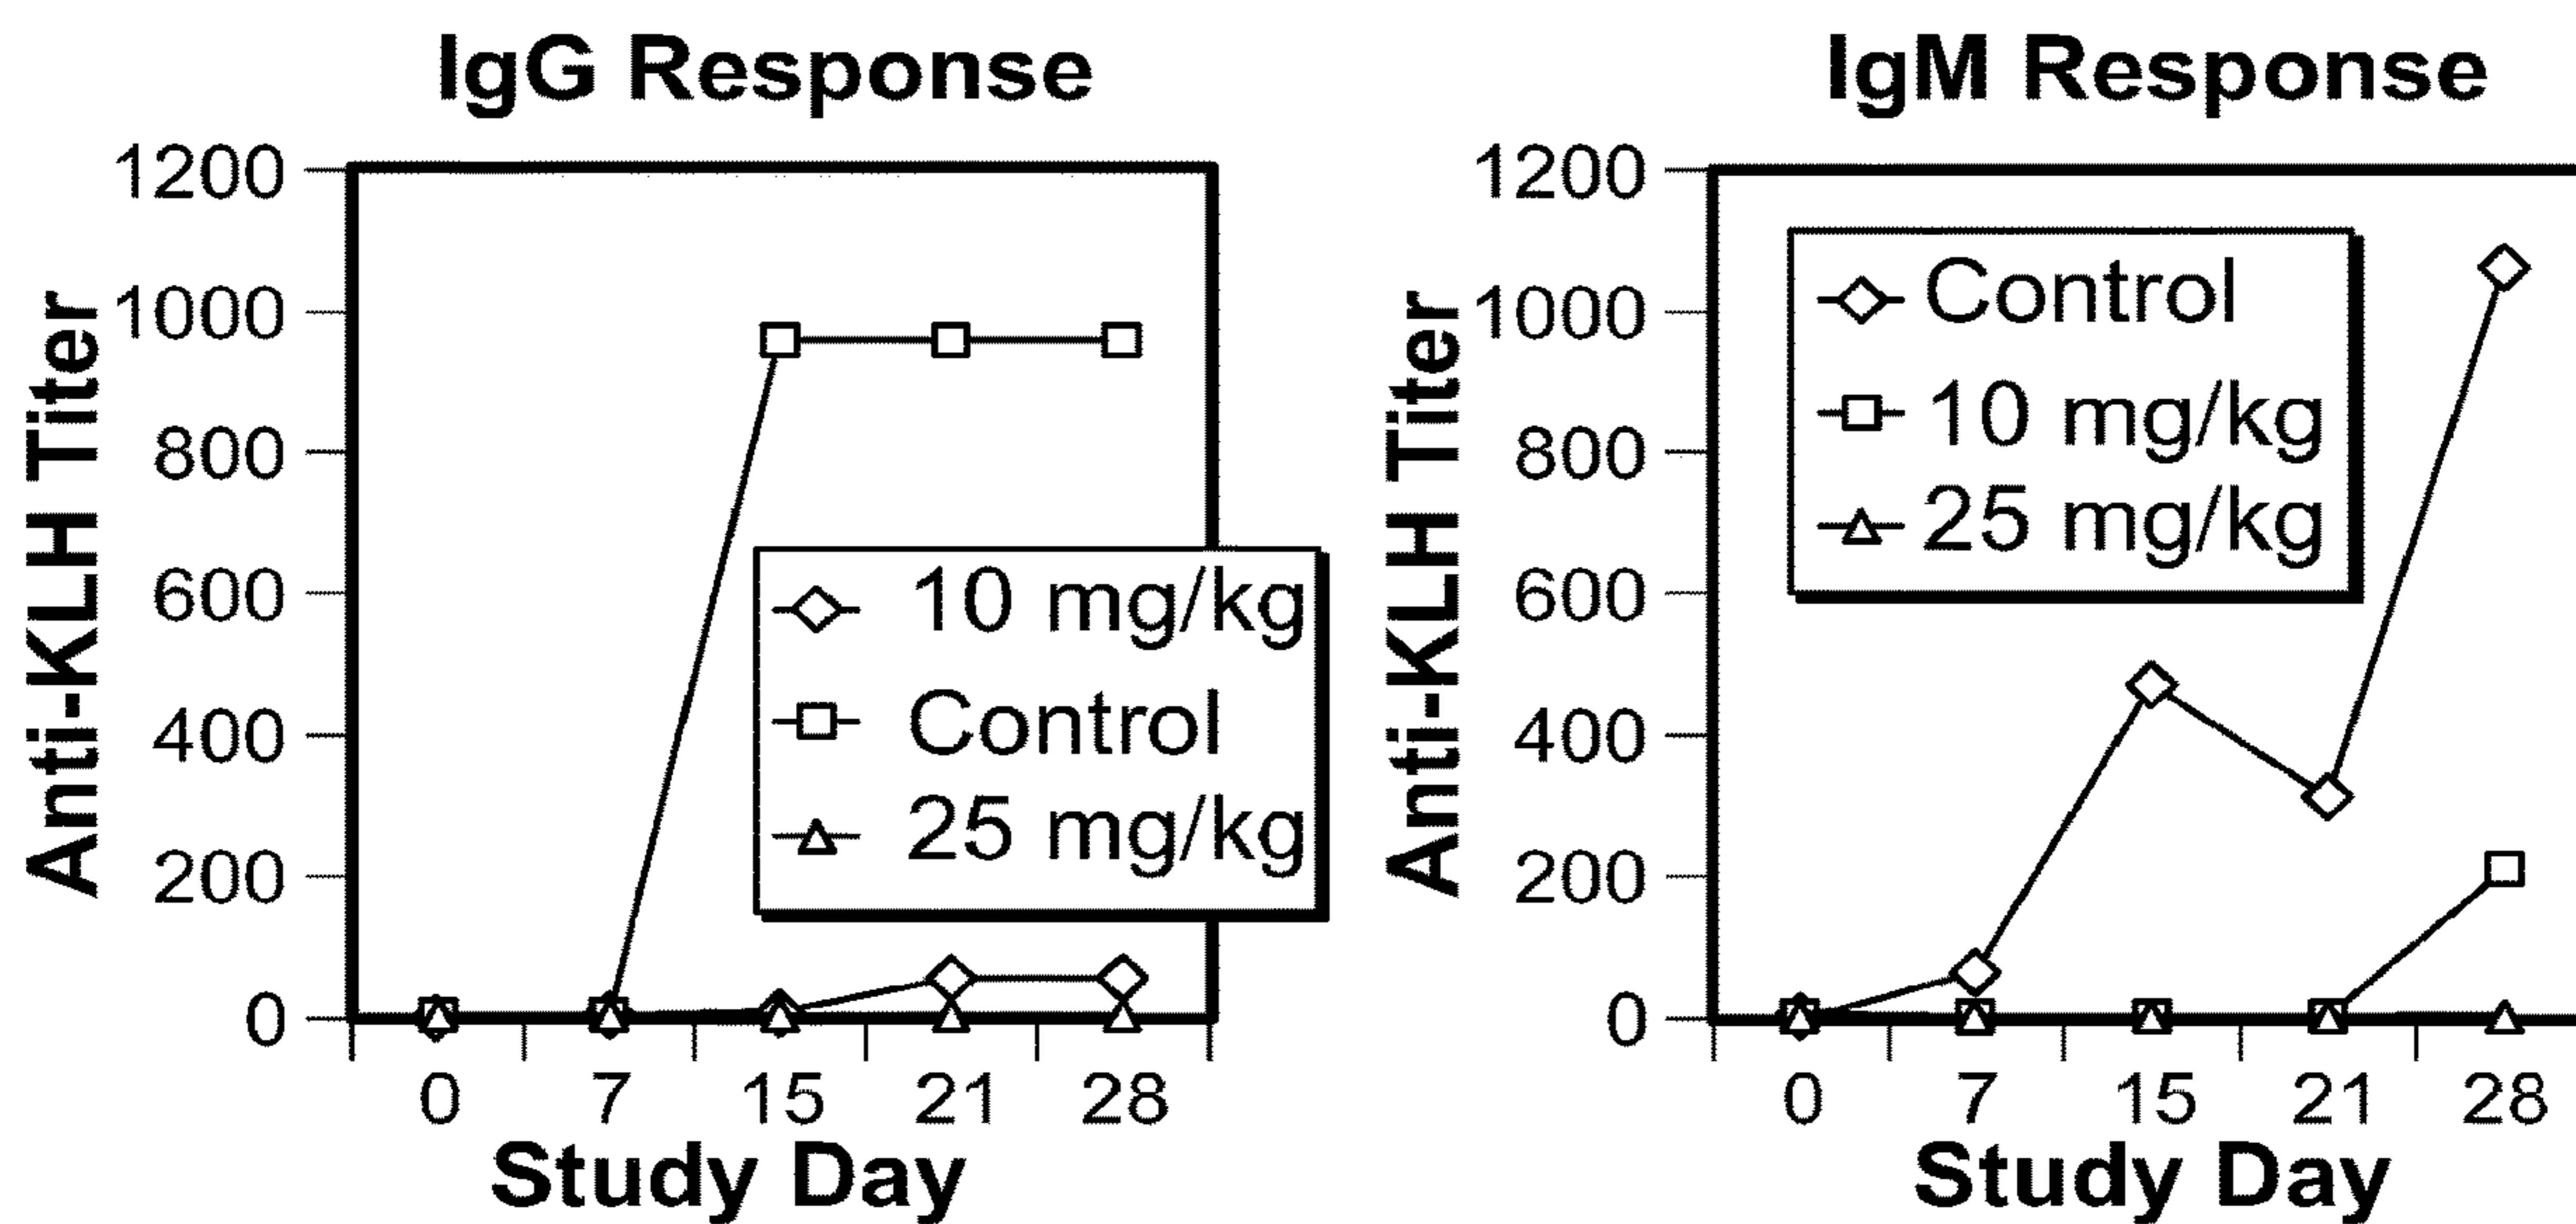 IgG Response
Anti-KLH Titer
1200
1000
800
600
400
200
0
10 mg/kg
Control
25 mg/kg
0 7 15 21 28
Study Day
IgM Response
Anti-KLH Titer
1200
1000
800
600
400
200
0
Control
10 mg/kg
25 mg/kg
0 7 15 21 28
Study Day